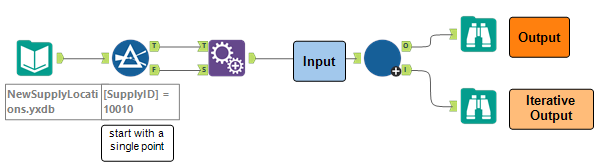 T
F
T
S
O
I
Input
Output
Iterative
Output
NewSupplyLocati
ons.yxdb
[SupplyID] =
10010
start with a
single point